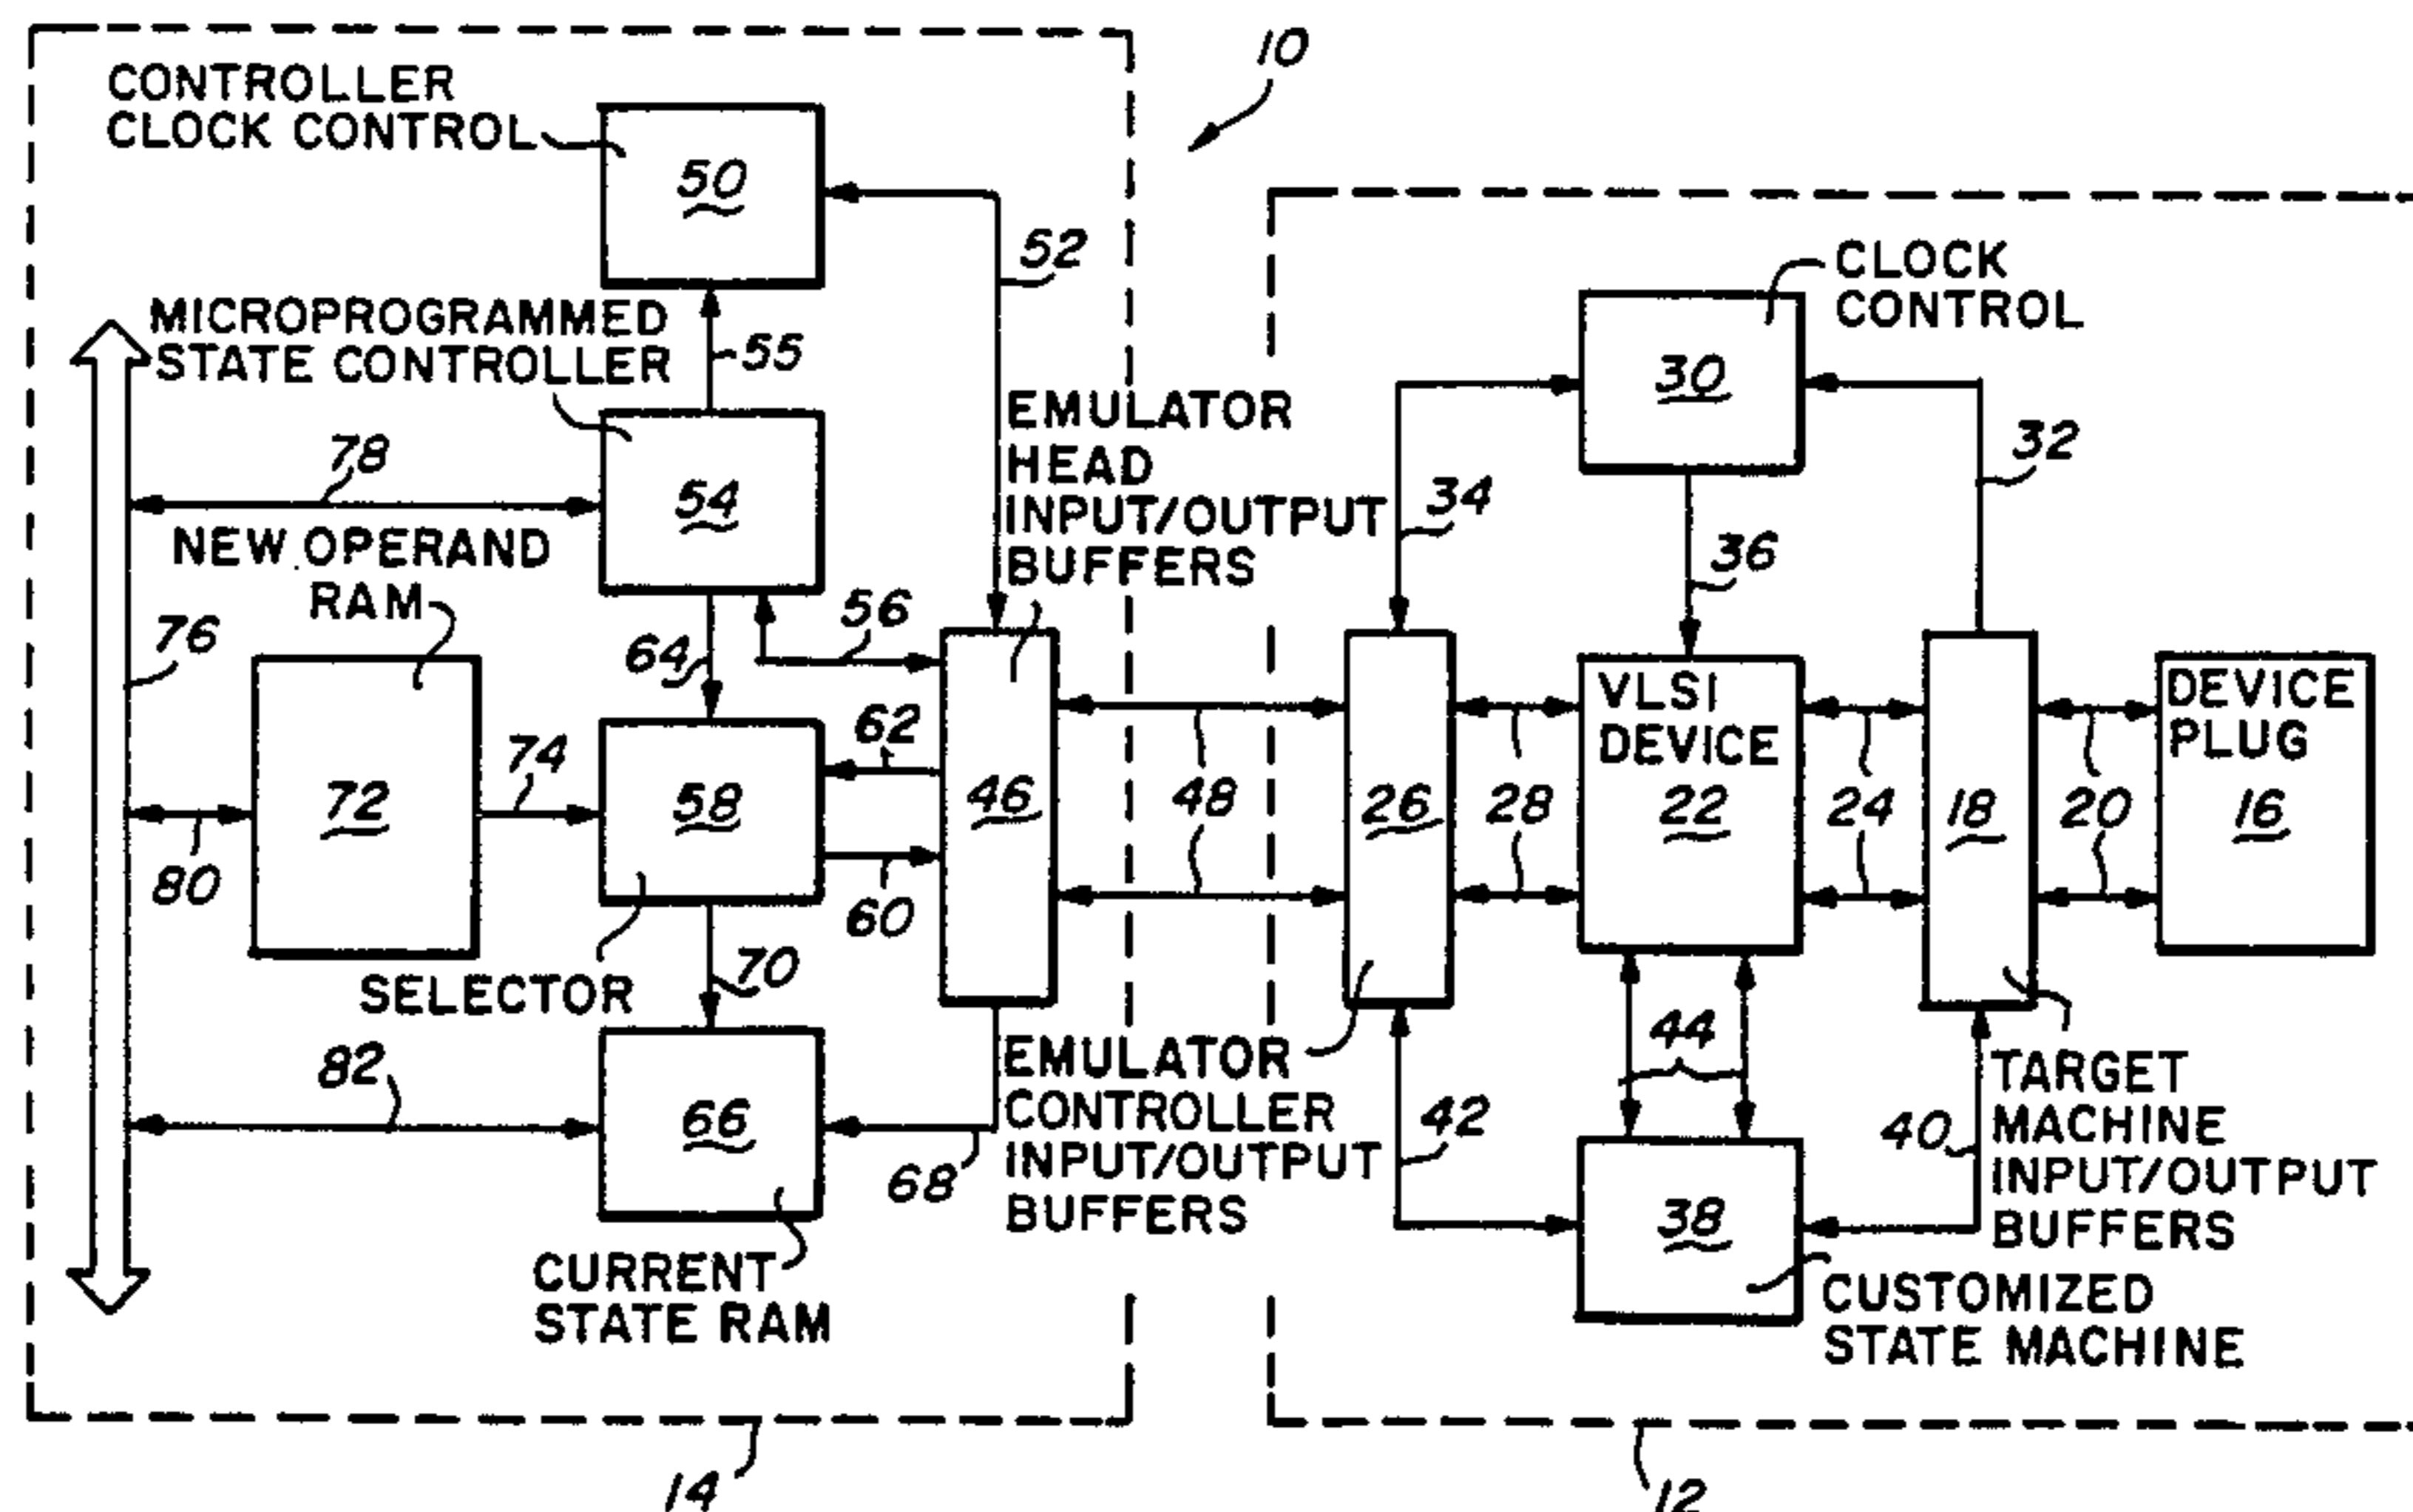 10
CONTROLLER
CLOCK CONTROL
50
52
MICROPROGRAMMED
STATE CONTROLLER
55
54
78
NEW OPERAND
RAM
76
EMULATOR
HEAD
INPUT/OUTPUT
BUFFERS
56
64
62
72
74
58
46
48
80
60
SELECTOR
70
82
66
68
CURRENT
STATE RAM
14
CLOCK
CONTROL
30
32
34
36
VLSI
DEVICE
22
DEVICE
PLUG
16
26
28
24
18
20
44
EMULATOR
CONTROLLER
INPUT/OUTPUT
BUFFERS
42
38
40
TARGET
MACHINE
INPUT/OUTPUT
BUFFERS
CUSTOMIZED
STATE MACHINE
12